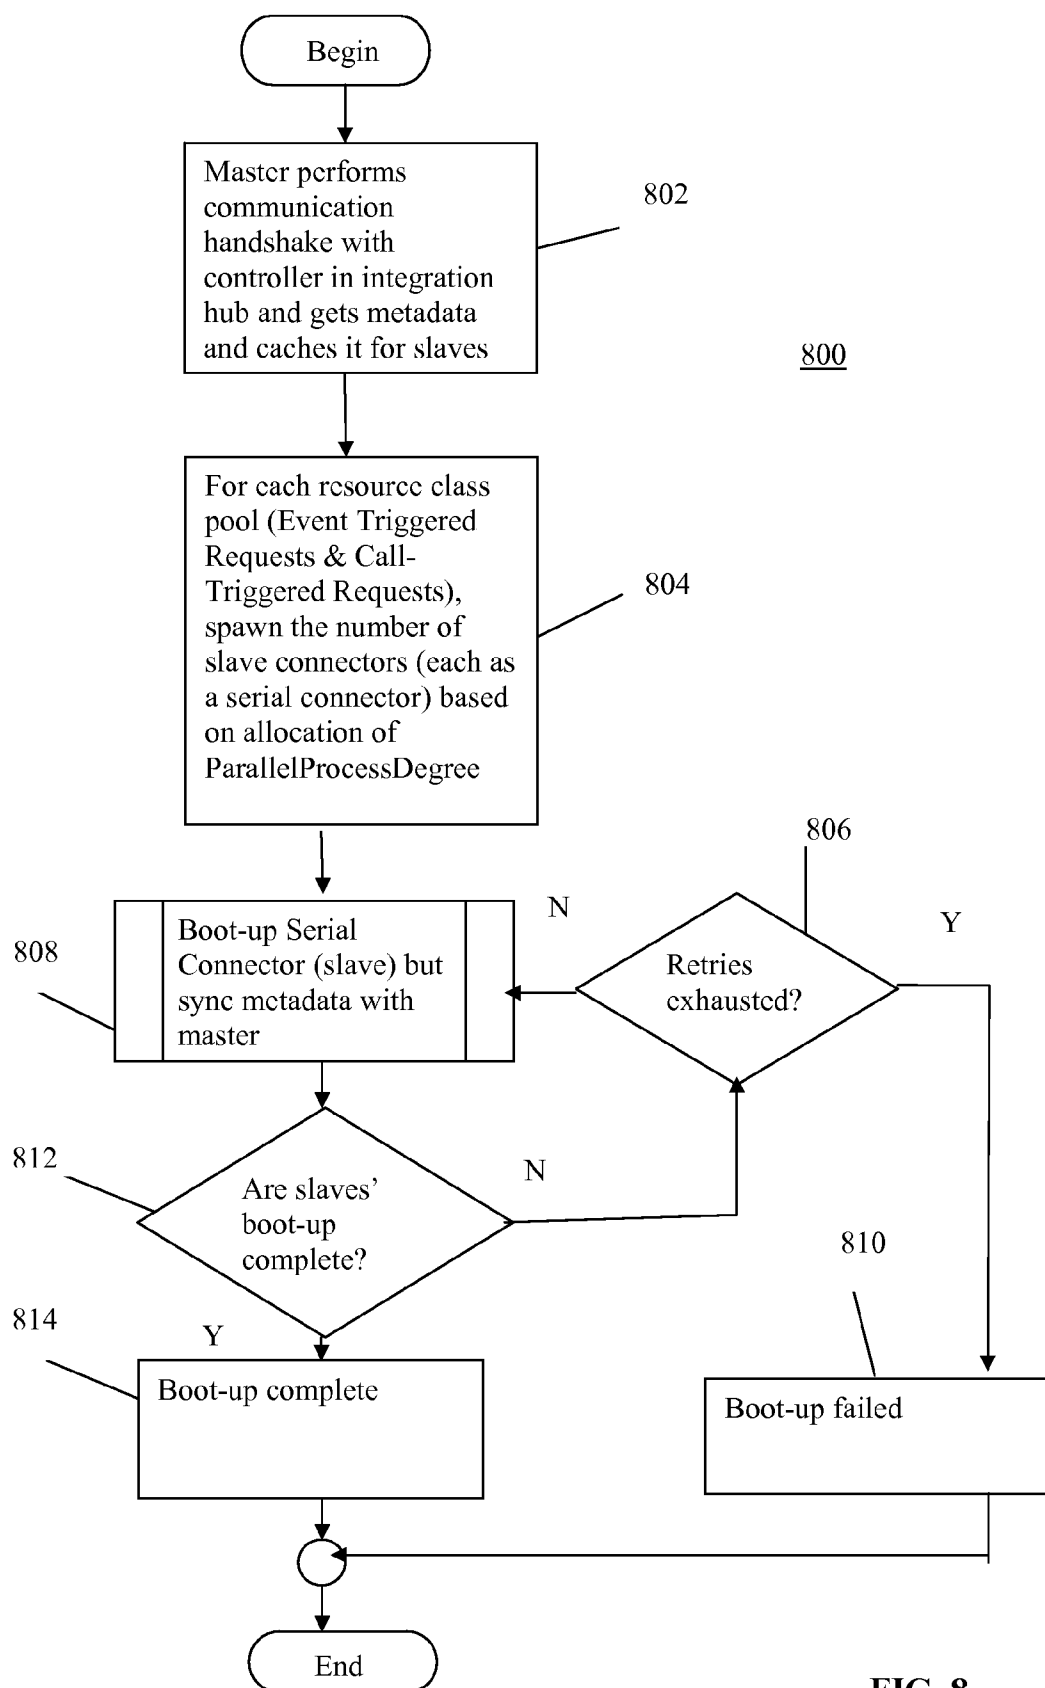 Begin
Master performs
communication
handshake with
controller in integration
hub and gets metadata
and caches it for slaves
802
800
For each resource class
pool (Event Triggered
Requests & Call-
Triggered Requests),
spawn the number of
slave connectors (each as
a serial connector) based
on allocation of
ParallelProcessDegree
804
806
808
Boot-up Serial
Connector (slave) but
sync metadata with
master
N
Retries
exhausted?
Y
812
Are slaves'
boot-up
complete?
N
810
814
Y
Boot-up complete
Boot-up failed
End
FIG. 8